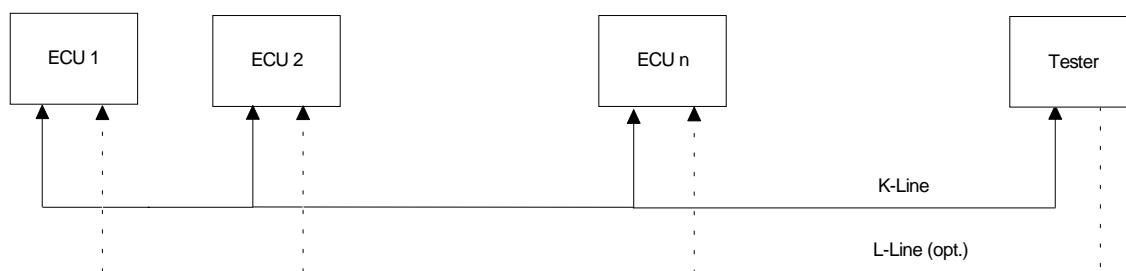 ECU 1
ECU 2
ECU n
Tester
K-Line
L-Line (opt.)